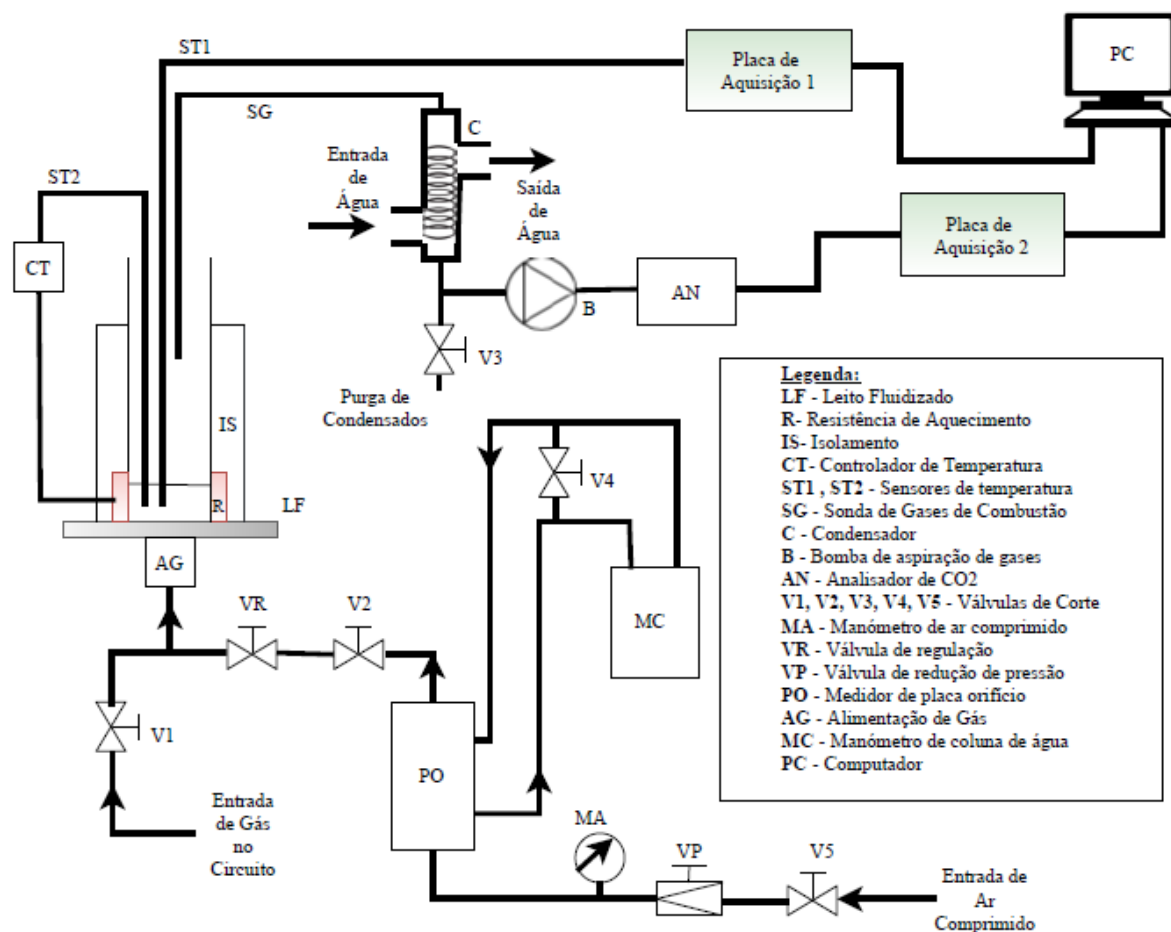 ST1
Placa de
Aquisição 1
PC
SG
C
Entrada
de
Água
Saída
de
Água
ST2
Placa de
Aquisição 2
CT
AN
B
V3
Purga de
Condensados
IS
R
LF
V4
AG
VR
V2
MC
V1
PO
Entrada
de Gás
no
Circuito
MA
VP
V5
Entrada de
Ar
Comprimido
Legenda:
LF - Leito Fluidizado
R- Resistência de Aquecimento
IS- Isolamento
CT- Controlador de Temperatura
ST1 , ST2 - Sensores de temperatura
SG - Sonda de Gases de Combustão
C - Condensador
B - Bomba de aspiração de gases
AN - Analisador de CO2
V1, V2, V3, V4, V5 - Válvulas de Corte
MA - Manómetro de ar comprimido
VR - Válvula de regulação
VP - Válvula de redução de pressão
PO - Medidor de placa orifício
AG - Alimentação de Gás
MC - Manómetro de coluna de água
PC - Computador